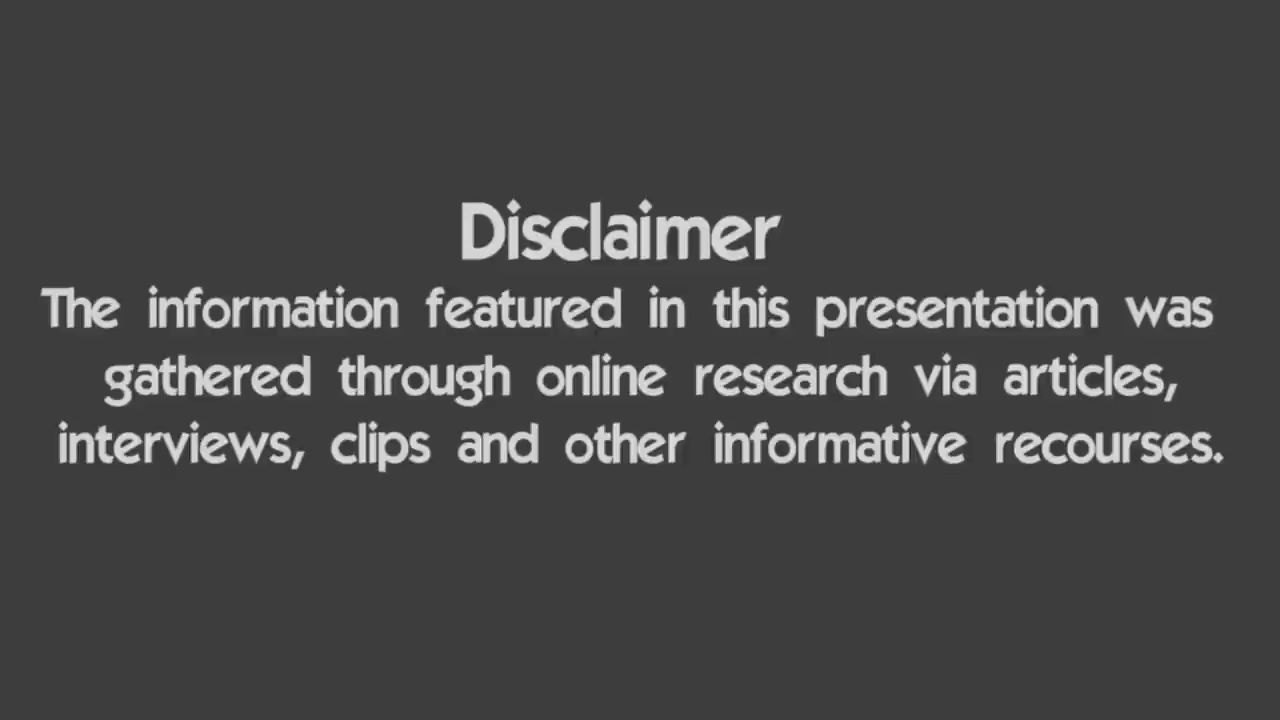 Disclaimer
The information featured in this presentation was
gathered through online research via articles,
interviews, clips and other informative recourses.